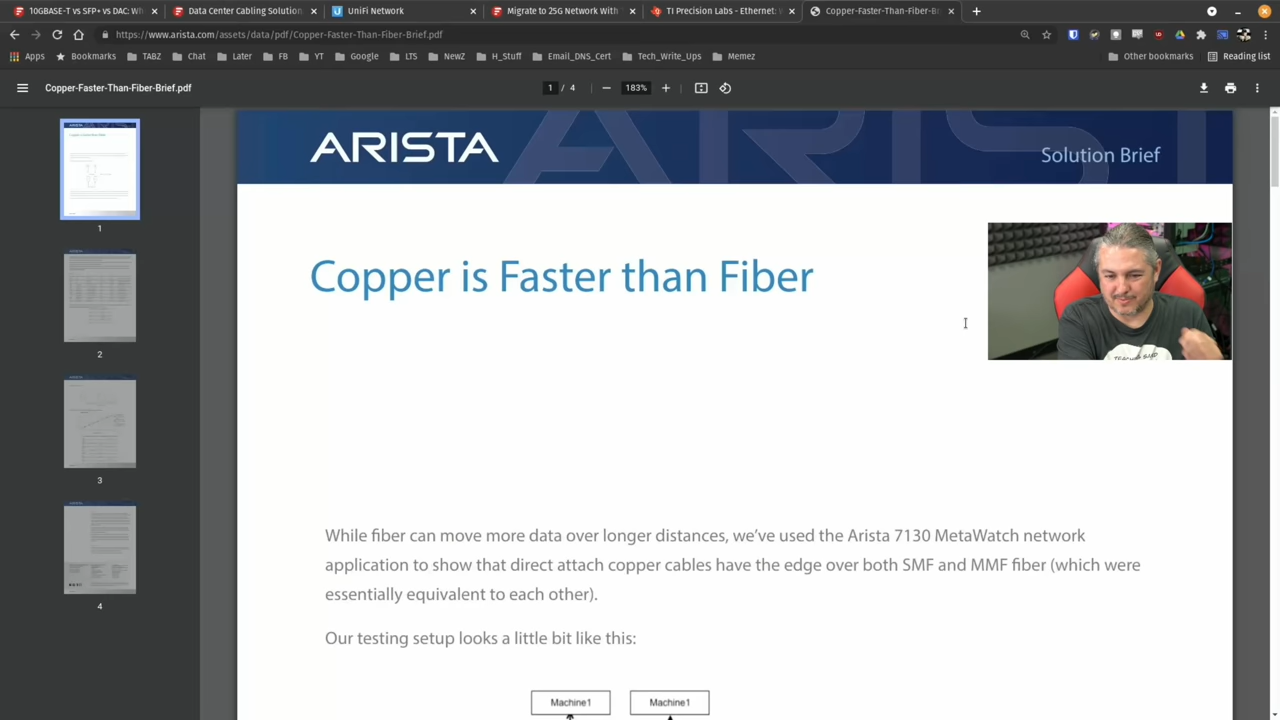 10GBASE-T vs SFP+ vs DAC: Wh
Data Center Cabling Solution
UniFi Network
Migrate to 25G Network With
TI Precision Labs - Ethernet: V
Copper-Faster-Than-Fiber-Br
https://www.arista.com/assets/data/pdf/Copper-Faster-Than-Fiber-Brief.pdf
Apps Bookmarks TABZ Chat Later FB YT Google LTS NewZ H_Stuff Email_DNS_Cert Tech_Write_Ups Memez Other bookmarks Reading list
Copper-Faster-Than-Fiber-Brief.pdf 1 / 4 183%
ARISTA
Solution Brief
Copper is Faster than Fiber
While fiber can move more data over longer distances, we've used the Arista 7130 MetaWatch network
application to show that direct attach copper cables have the edge over both SMF and MMF fiber (which were
essentially equivalent to each other).
Our testing setup looks a little bit like this:
Machine1 Machine1
1
2
3
4